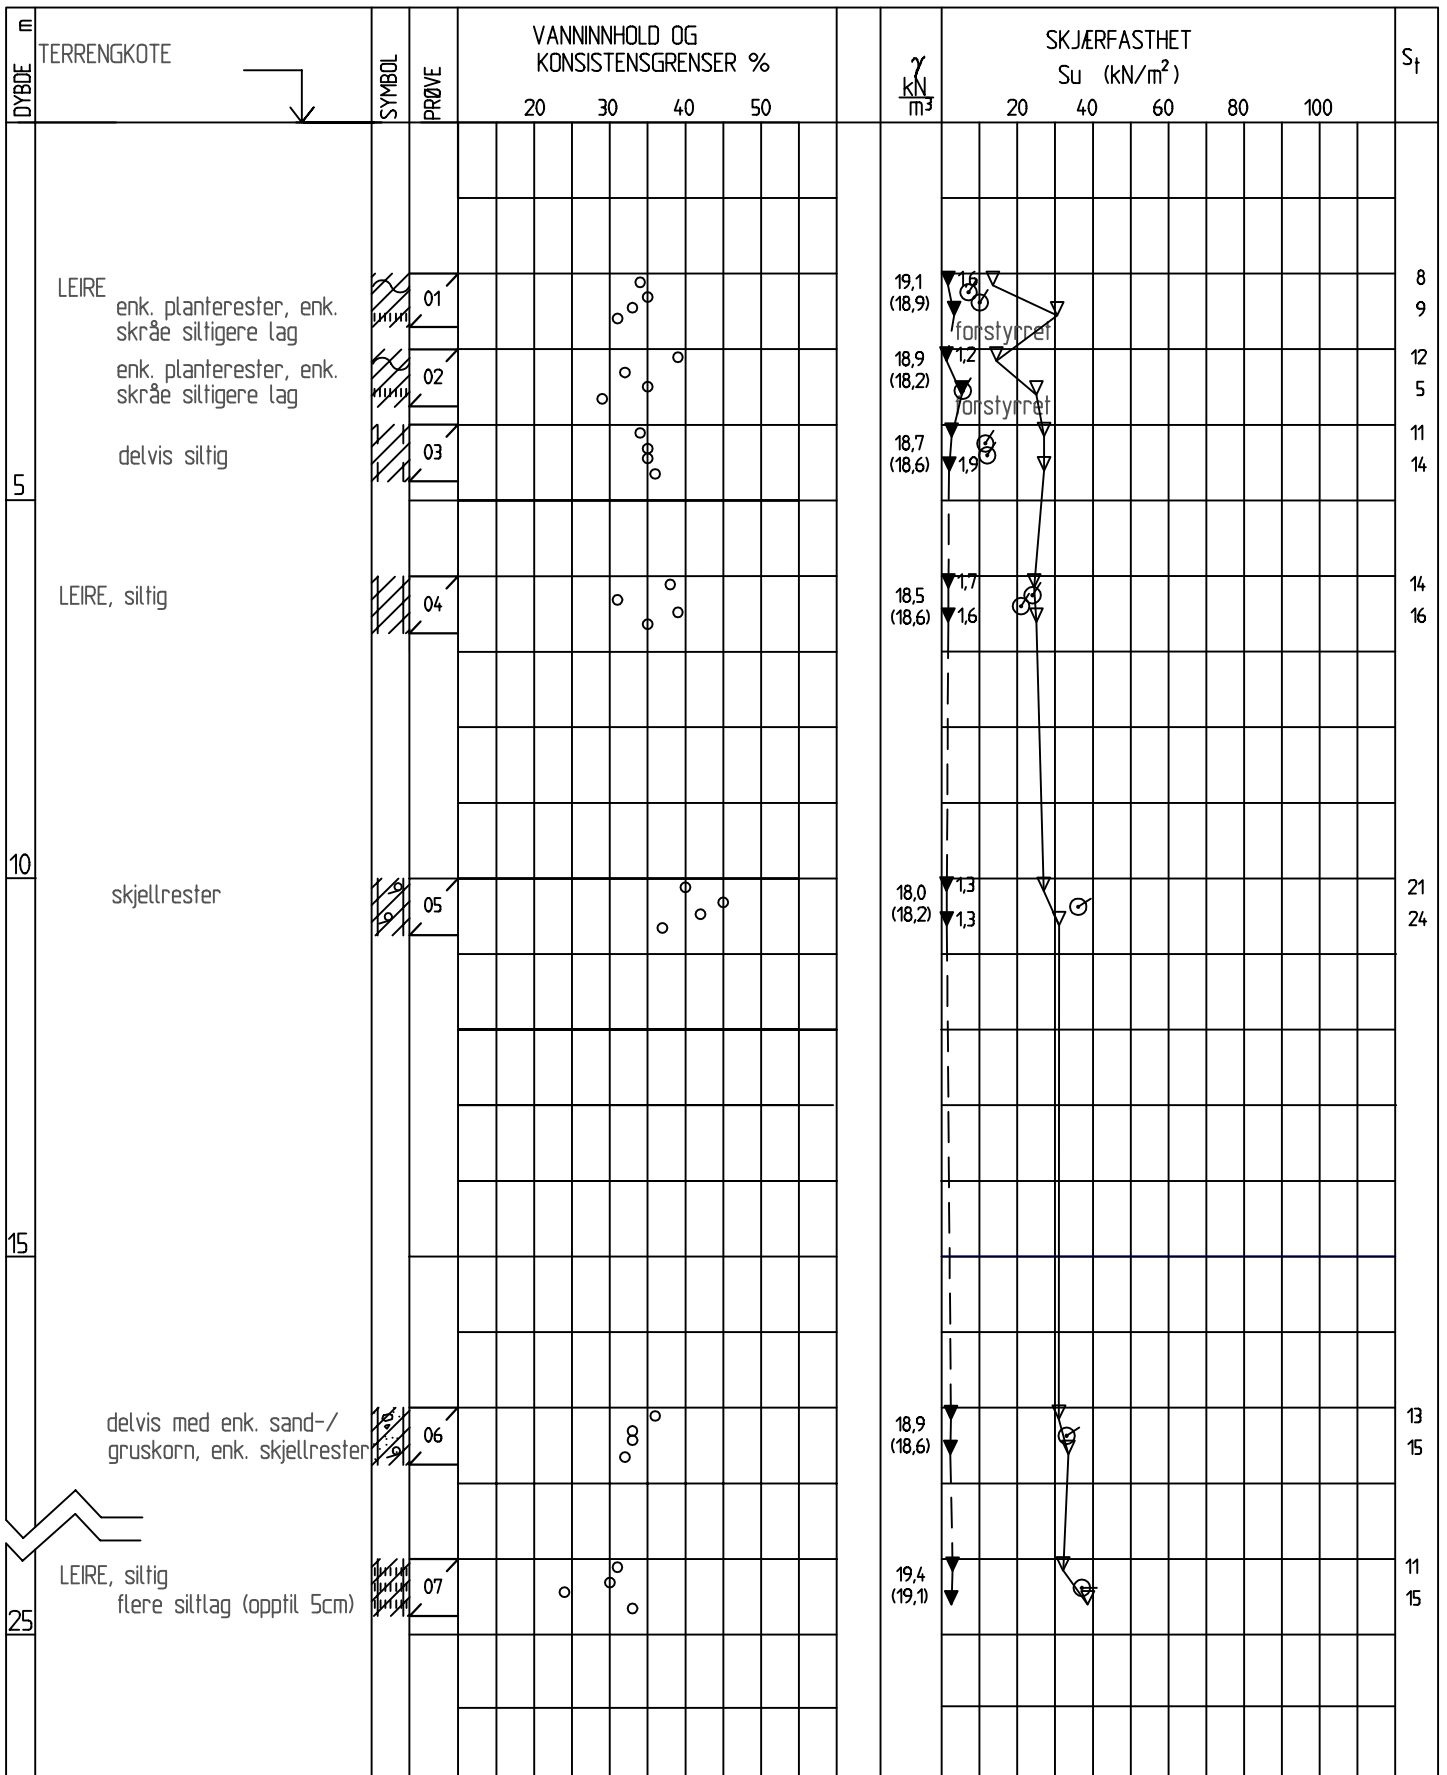 DYBDE m
TERRENGKOTE
SYMBOL
PRØVE
VANNINNHOLD OG
KONSISTENSGRENSER %
20 30 40 50
γ
kN
m³
SKJÆRFASTHET
Su (kN/m²)
20 40 60 80 100
St
LEIRE
enk. planterester, enk.
skråe siltigere lag
01
19,1
(18,9)
1,6
forstyrret
8
9
enk. planterester, enk.
skråe siltigere lag
02
18,9
(18,2)
1,2
forstyrret
12
5
delvis siltig
03
18,7
(18,6)
1,9
11
14
5
LEIRE, siltig
04
18,5
(18,6)
1,7
1,6
14
16
10
skjellrester
05
18,0
(18,2)
1,3
1,3
21
24
15
delvis med enk. sand-/
gruskorn, enk. skjellrester
06
18,9
(18,6)
13
15
LEIRE, siltig
flere siltlag (opptil 5cm)
07
19,4
(19,1)
11
15
25